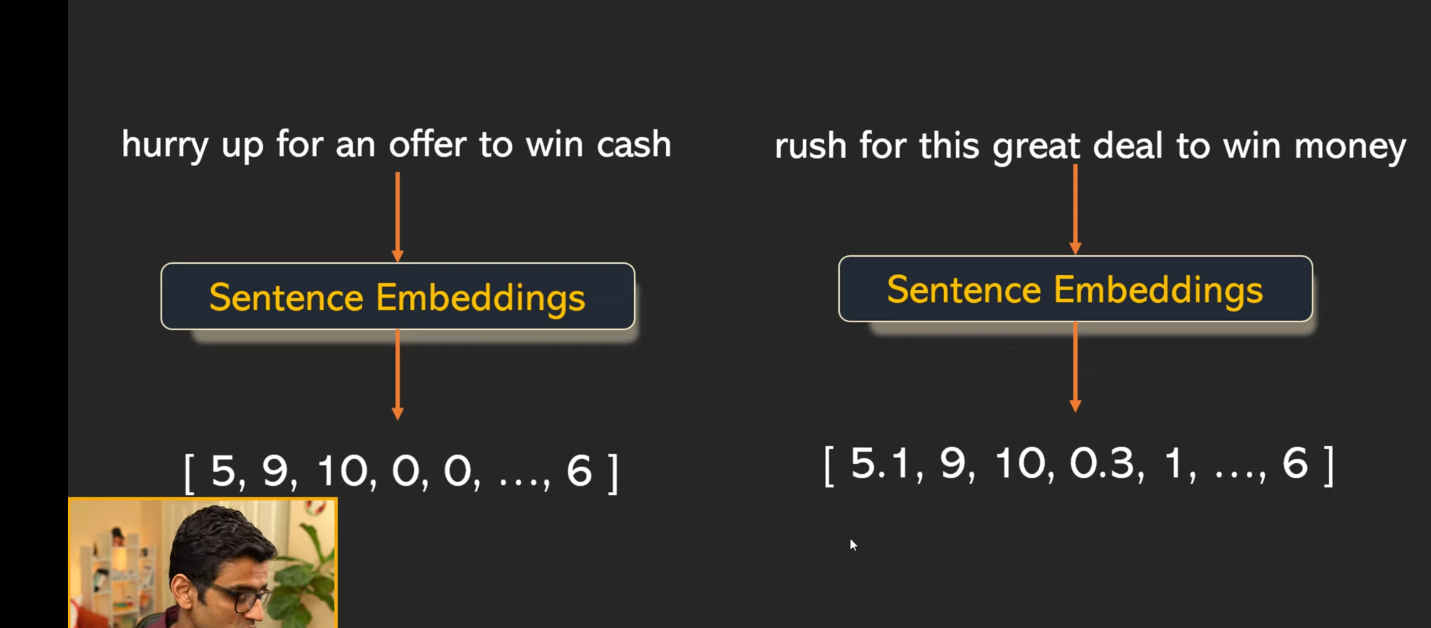 hurry up for an offer to win cash
rush for this great deal to win money
Sentence Embeddings
Sentence Embeddings
[ 5, 9, 10, 0, 0, ..., 6 ]
[ 5.1, 9, 10, 0.3, 1, ..., 6 ]